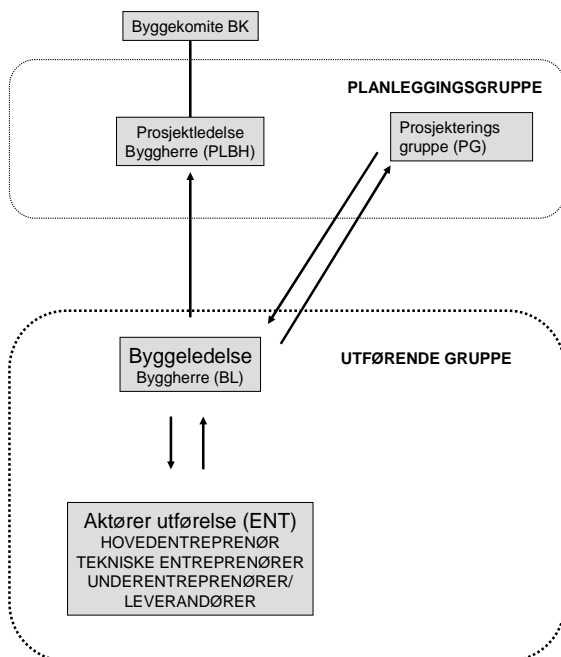 Byggekomite BK
PLANLEGGINGSGRUPPE
Prosjektledelse
Byggherre (PLBH)
Prosjekterings
gruppe (PG)
Byggeledelse
Byggherre (BL)
UTFØRENDE GRUPPE
Aktører utførelse (ENT)
HOVEDENTREPRENØR
TEKNISKE ENTREPRENØRER
UNDERENTREPRENØRER/
LEVERANDØRER